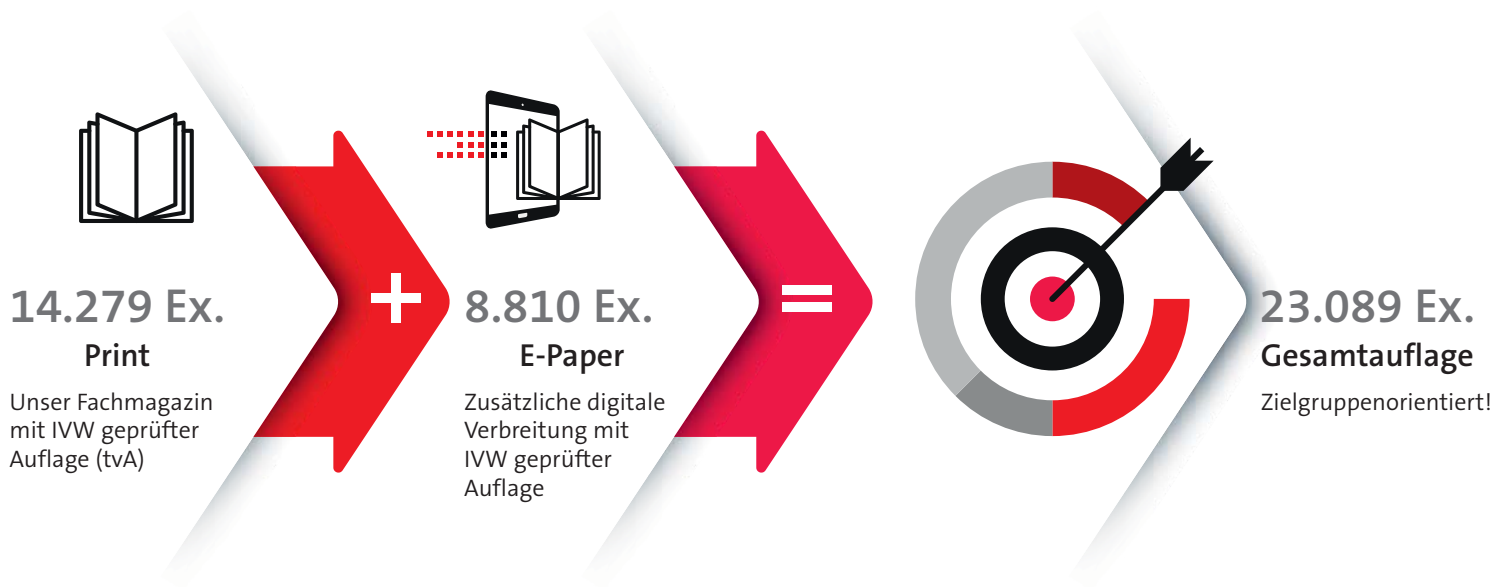 14.279 Ex.
Print
Unser Fachmagazin
mit IVW geprüfter
Auflage (tvA)
+
8.810 Ex.
E-Paper
Zusätzliche digitale
Verbreitung mit
IVW geprüfter
Auflage
=
23.089 Ex.
Gesamtauflage
Zielgruppenorientiert!